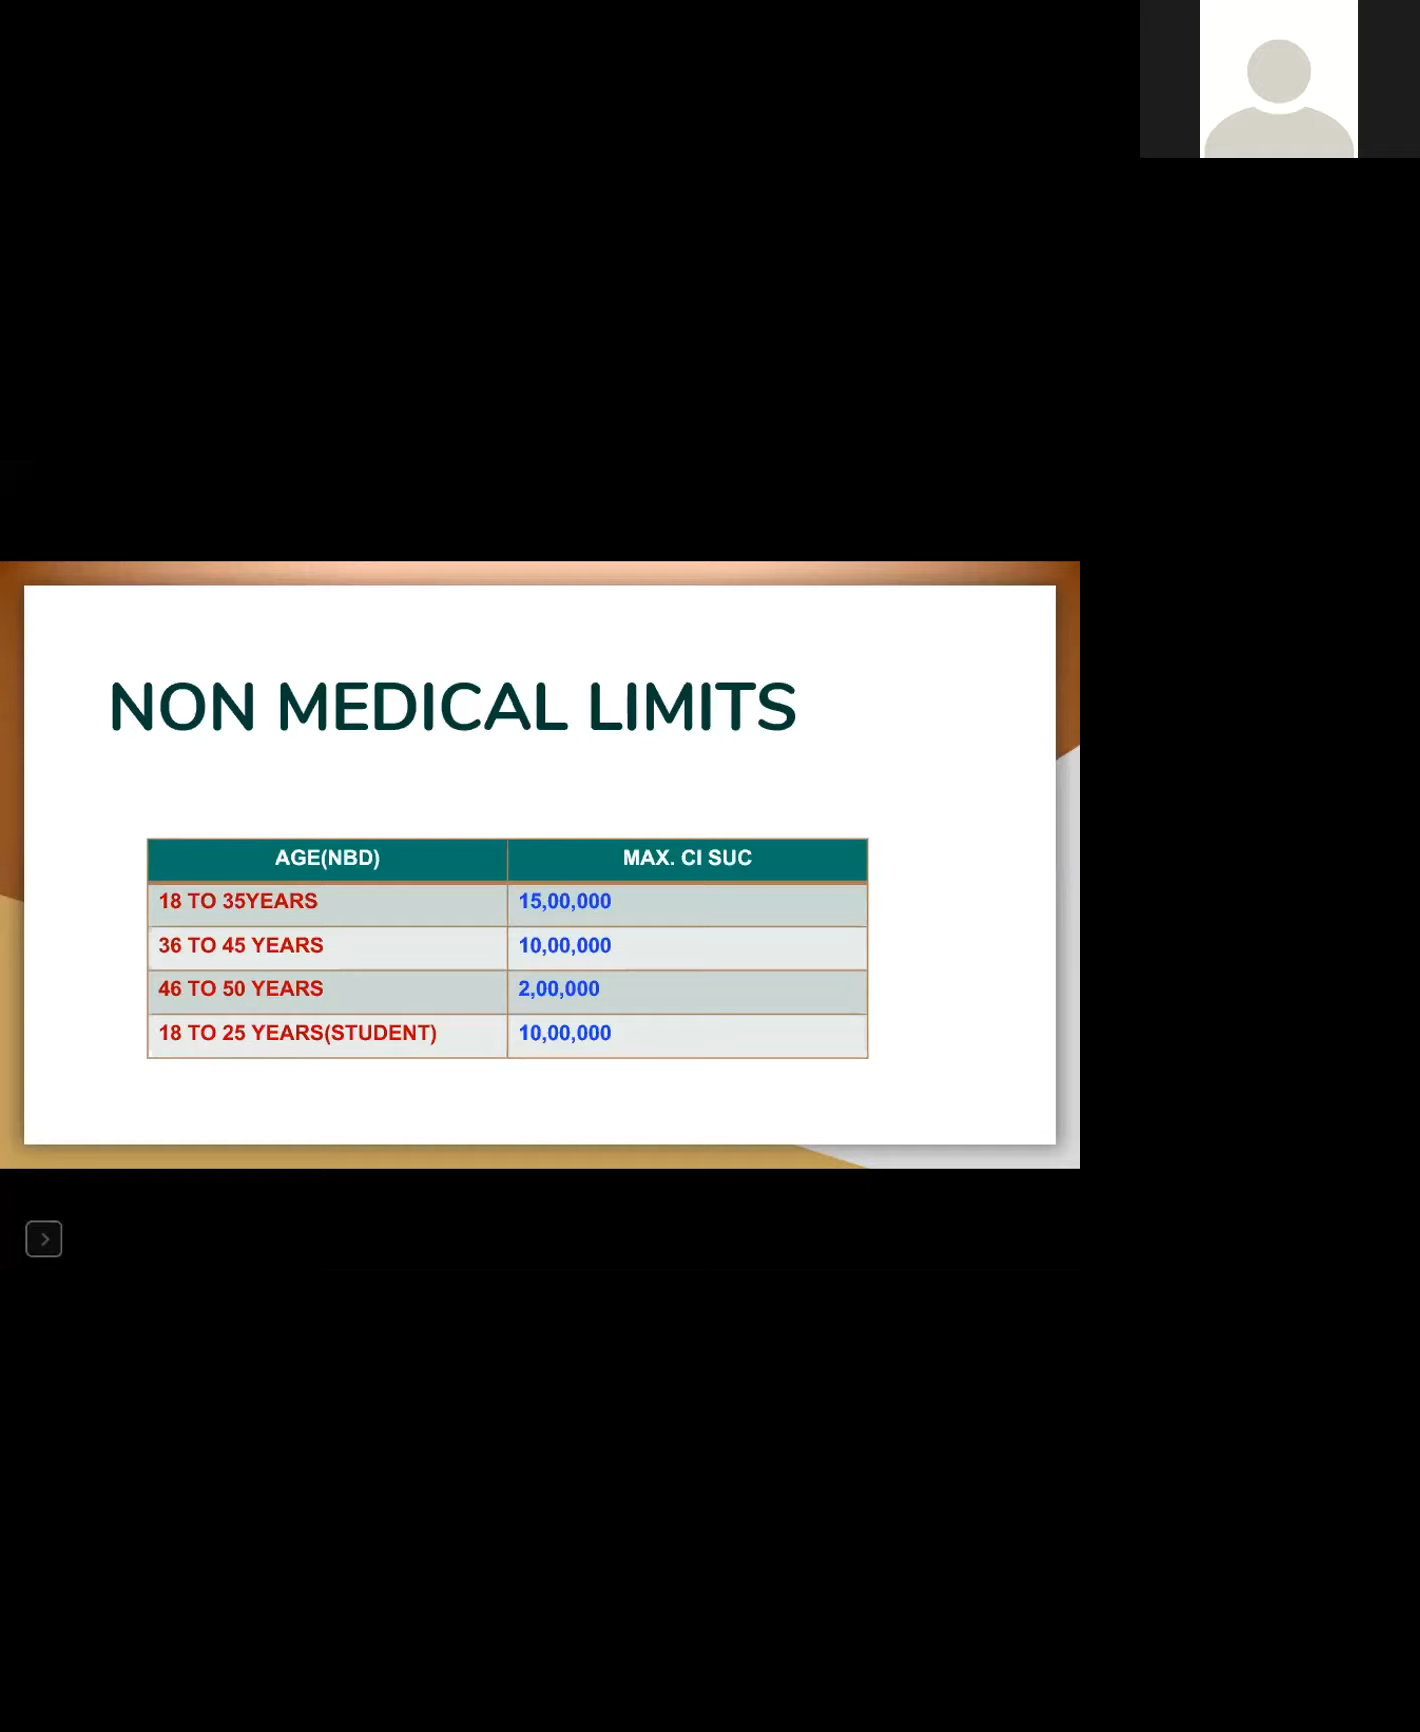 NON MEDICAL LIMITS
AGE(NBD) MAX. CI SUC
18 TO 35YEARS 15,00,000
36 TO 45 YEARS 10,00,000
46 TO 50 YEARS 2,00,000
18 TO 25 YEARS(STUDENT) 10,00,000